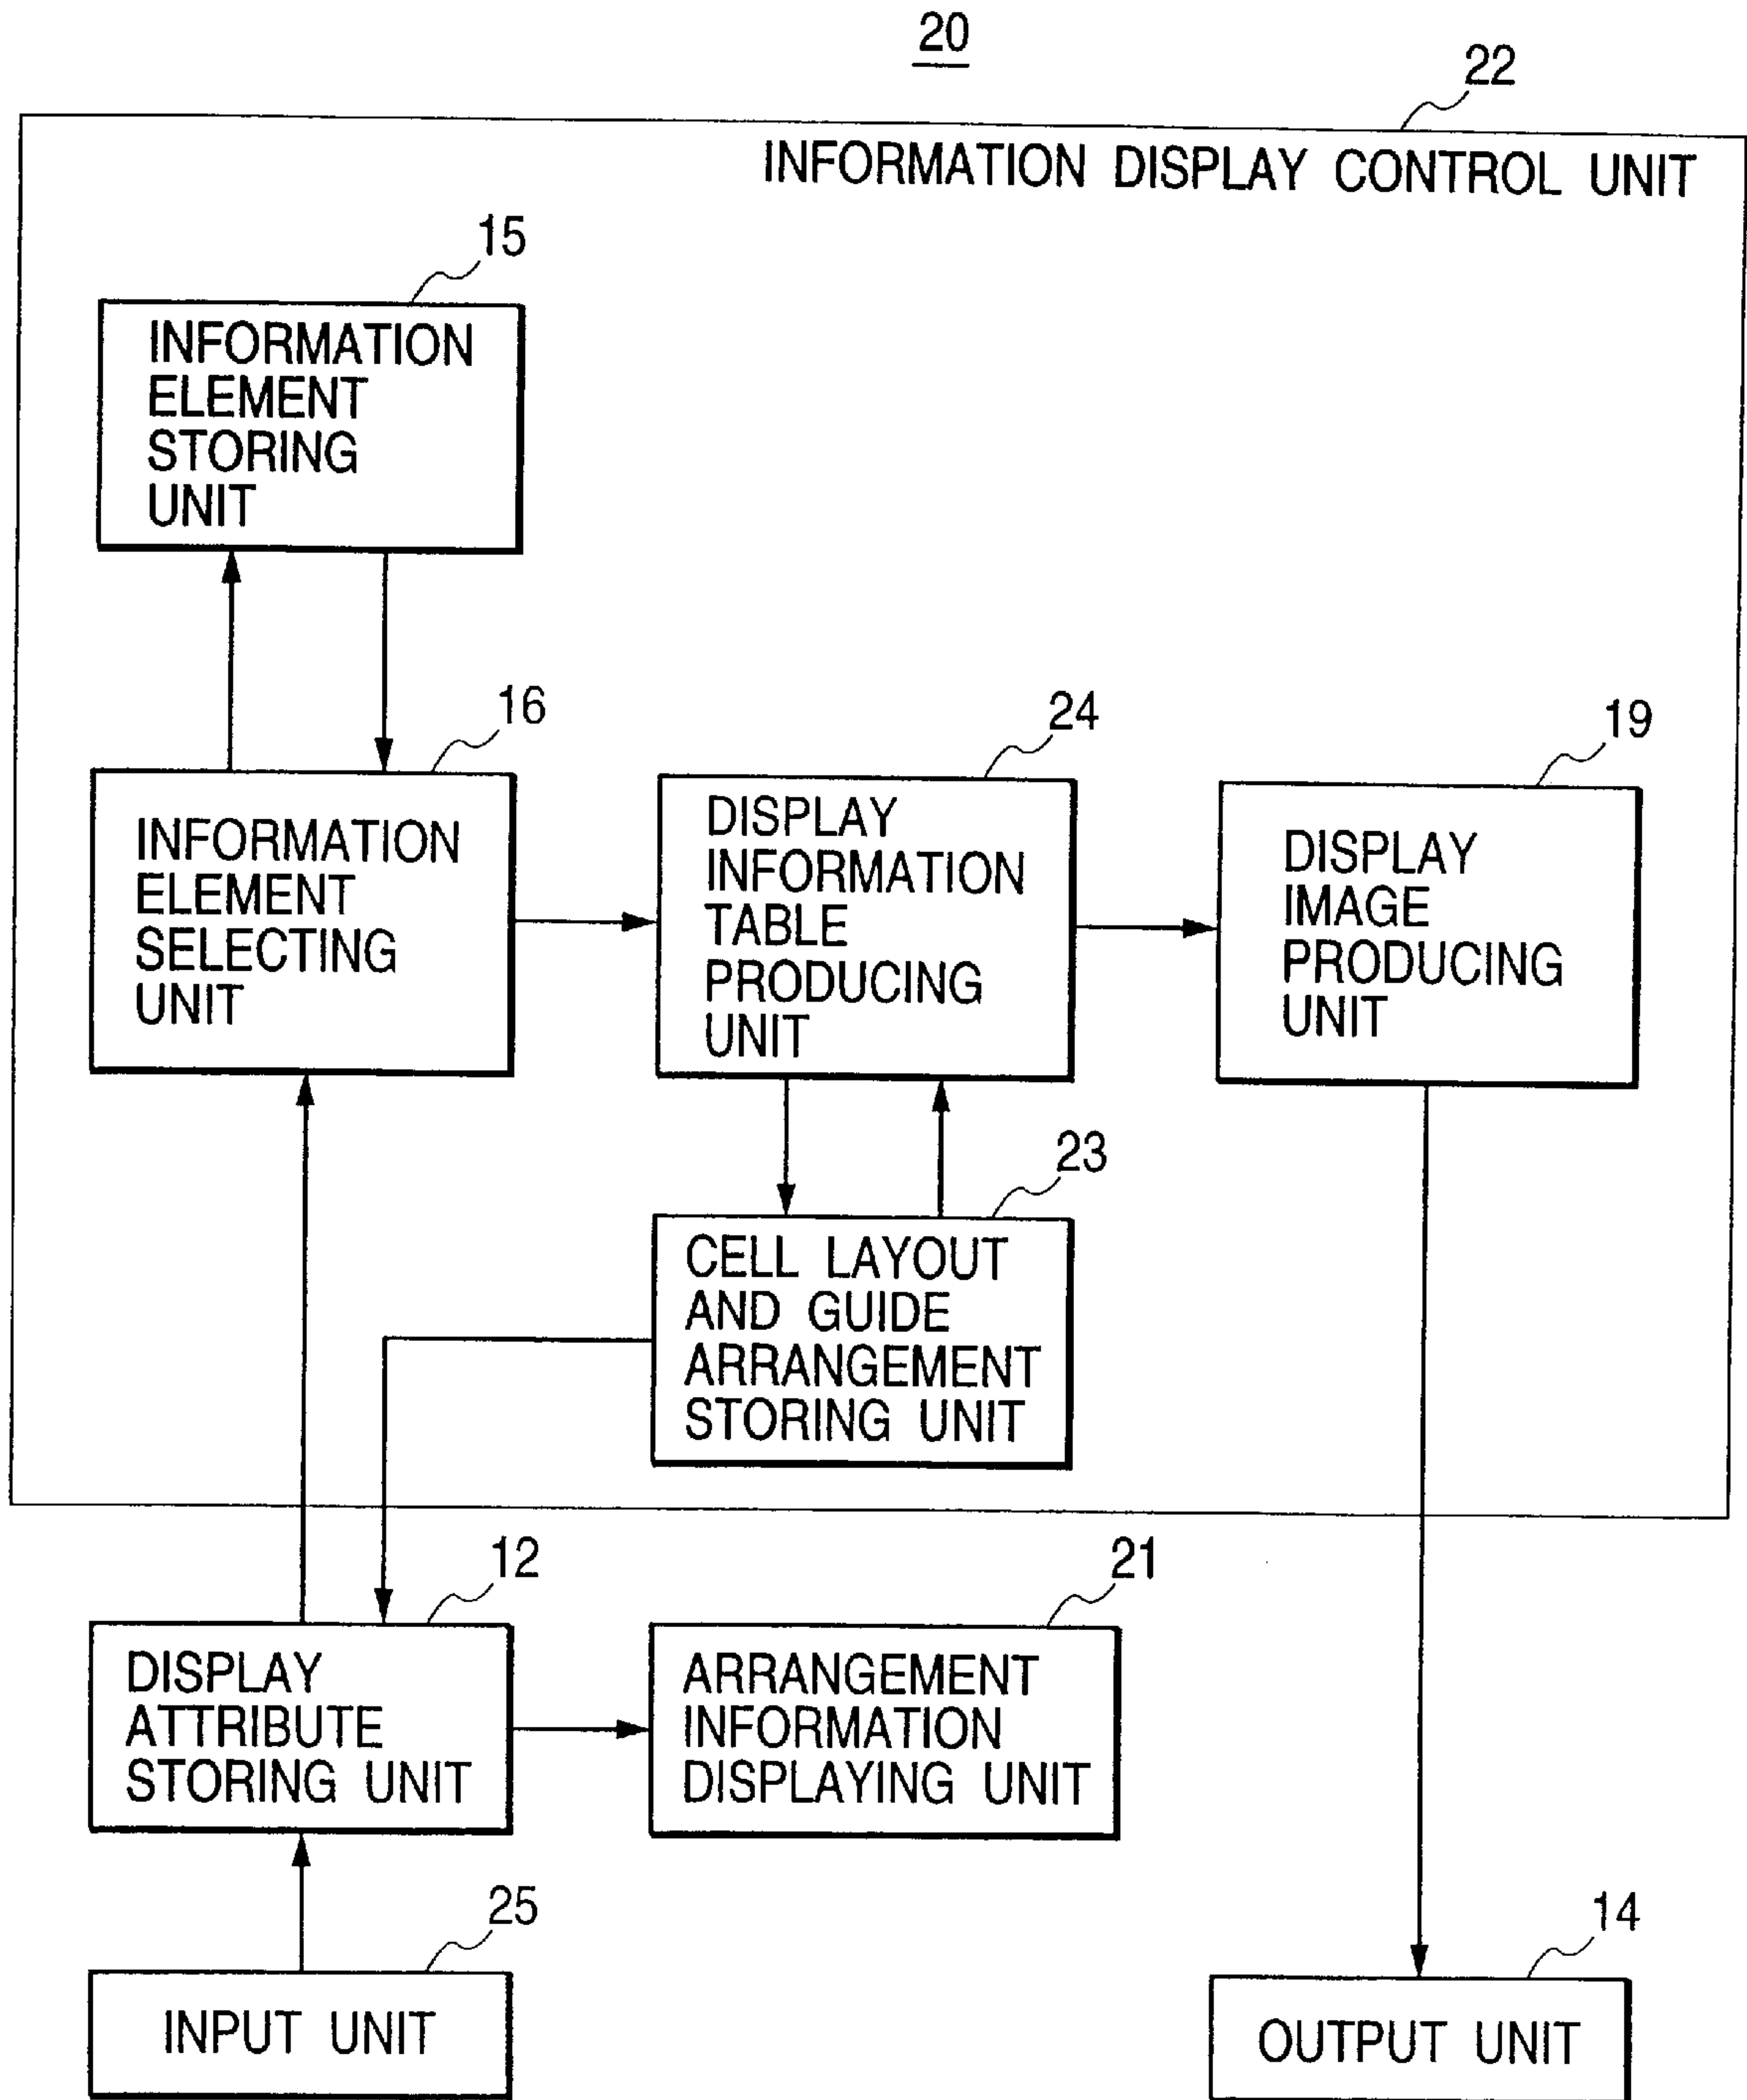 20
22
INFORMATION DISPLAY CONTROL UNIT
15
INFORMATION
ELEMENT
STORING
UNIT
16
INFORMATION
ELEMENT
SELECTING
UNIT
24
DISPLAY
INFORMATION
TABLE
PRODUCING
UNIT
19
DISPLAY
IMAGE
PRODUCING
UNIT
23
CELL LAYOUT
AND GUIDE
ARRANGEMENT
STORING UNIT
12
DISPLAY
ATTRIBUTE
STORING UNIT
21
ARRANGEMENT
INFORMATION
DISPLAYING UNIT
25
INPUT UNIT
14
OUTPUT UNIT